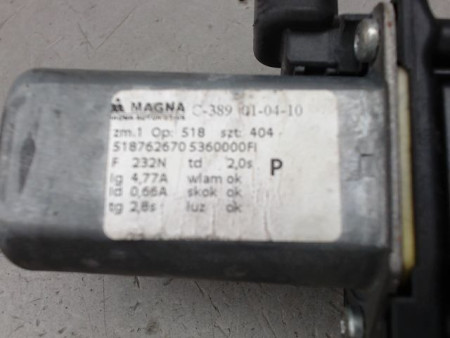 MAGNA C-389 01-04-10
zm.1 Op: 518 szt: 404
518762670 5360000FI
F 232N td 2,0s P
Ig 4,77A wlam ok
Id 0,66A skok ok
tg 2,8s luz ok